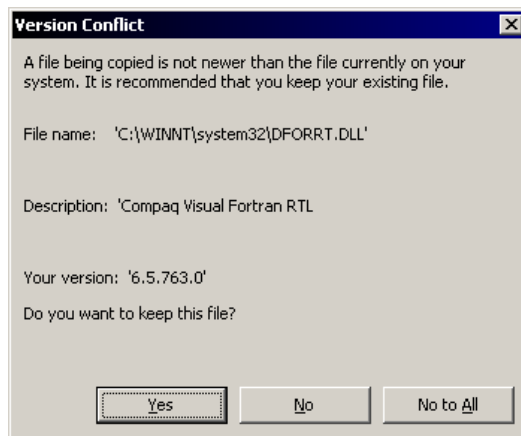 Version Conflict
A file being copied is not newer than the file currently on your
system. It is recommended that you keep your existing file.
File name: 'C:\WINNT\system32\DFORRT.DLL'
Description: 'Compaq Visual Fortran RTL
Your version: '6.5.763.0'
Do you want to keep this file?
Yes No No to All